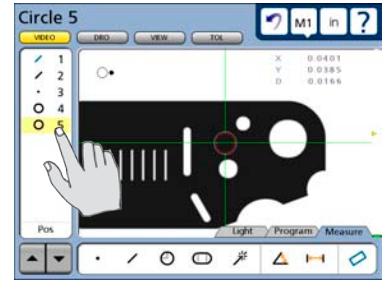 Circle 5
M1 in ?
VIDEO DRO VIEW TOL
X 0.0401
Y 0.0385
D 0.0166
1
2
3
4
5
Pos
Light Program Measure